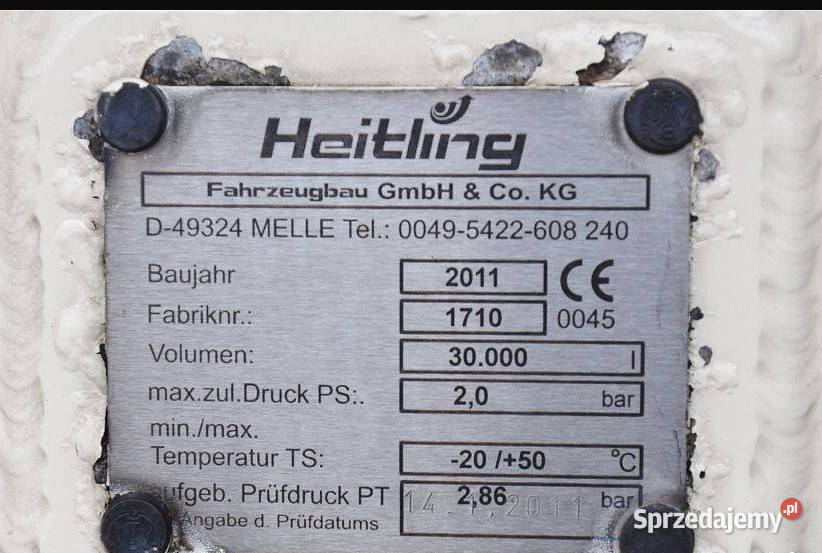 Heitling
Fahrzeugbau GmbH & Co. KG
D-49324 MELLE Tel.: 0049-5422-608 240
Baujahr 2011 CE
Fabriknr.: 1710 0045
Volumen: 30.000 l
max.zul.Druck PS:. 2,0 bar
min./max.
Temperatur TS: -20 /+50 °C
aufgeb. Prüfdruck PT 2,86 bar
Angabe d. Prüfdatums 14.1.2011
Sprzedajemy.pl